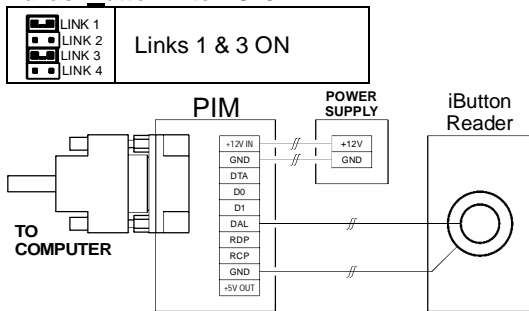 LINK 1
LINK 2
LINK 3
LINK 4
Links 1 & 3 ON
PIM
POWER
SUPPLY
iButton
Reader
+12V IN
GND
DTA
D0
D1
DAL
RDP
RCP
GND
+5V OUT
+12V
GND
TO
COMPUTER